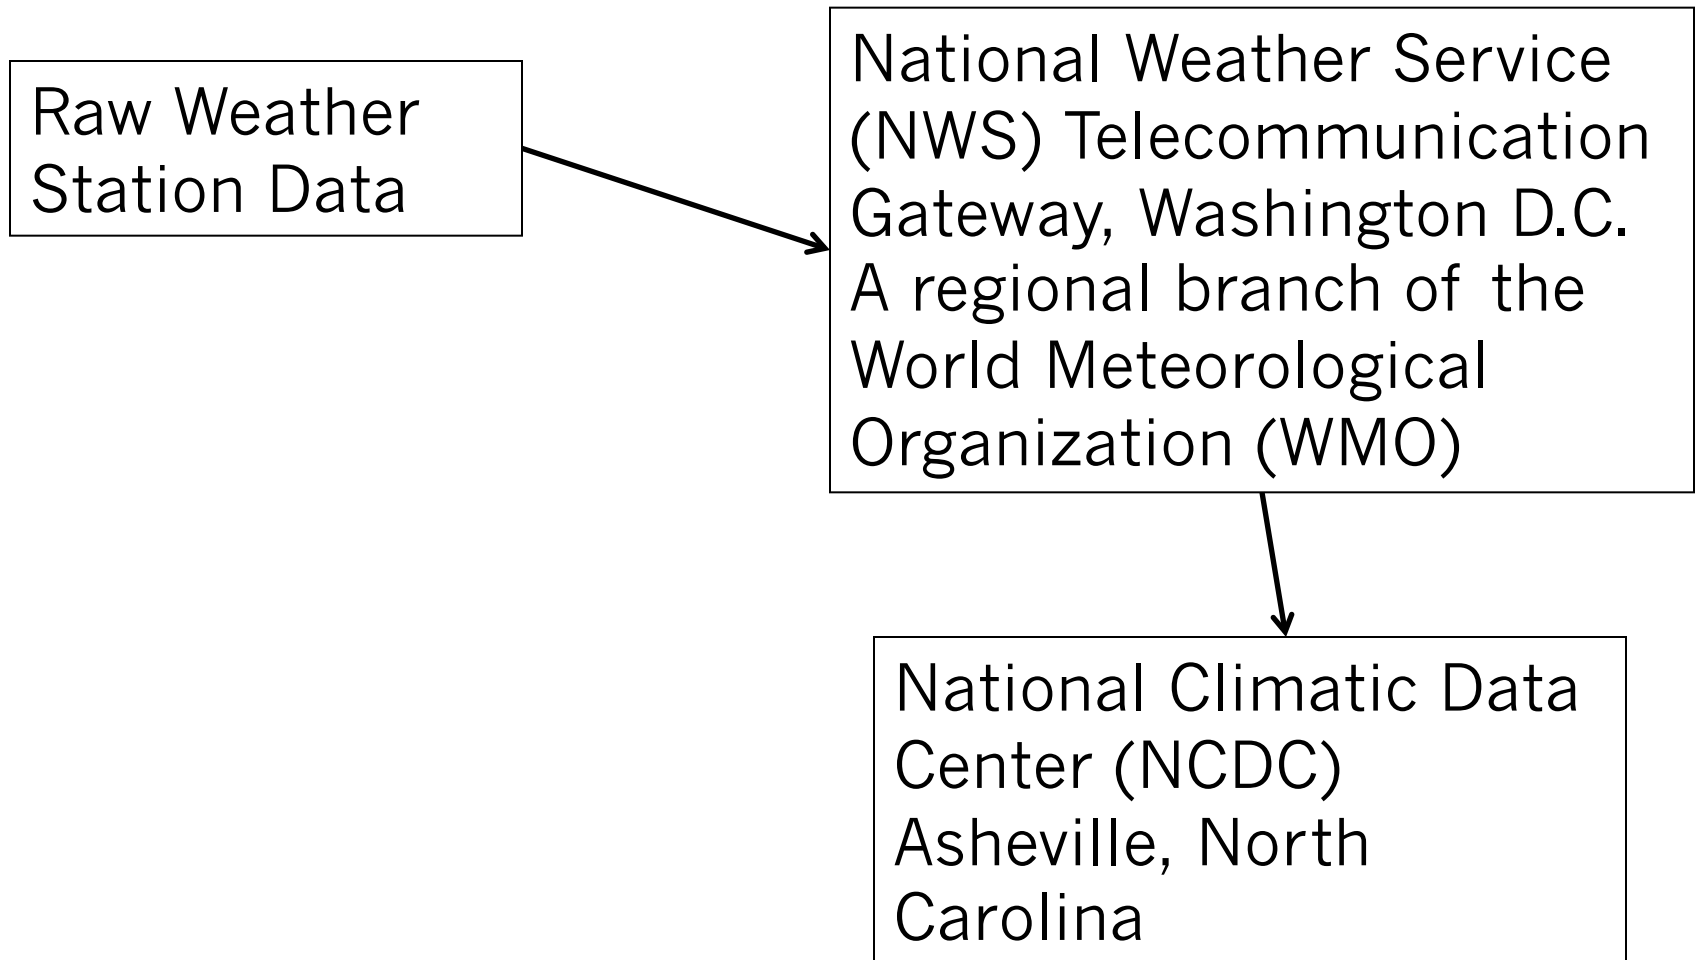 Raw Weather
Station Data
National Weather Service
(NWS) Telecommunication
Gateway, Washington D.C.
A regional branch of the
World Meteorological
Organization (WMO)
National Climatic Data
Center (NCDC)
Asheville, North
Carolina